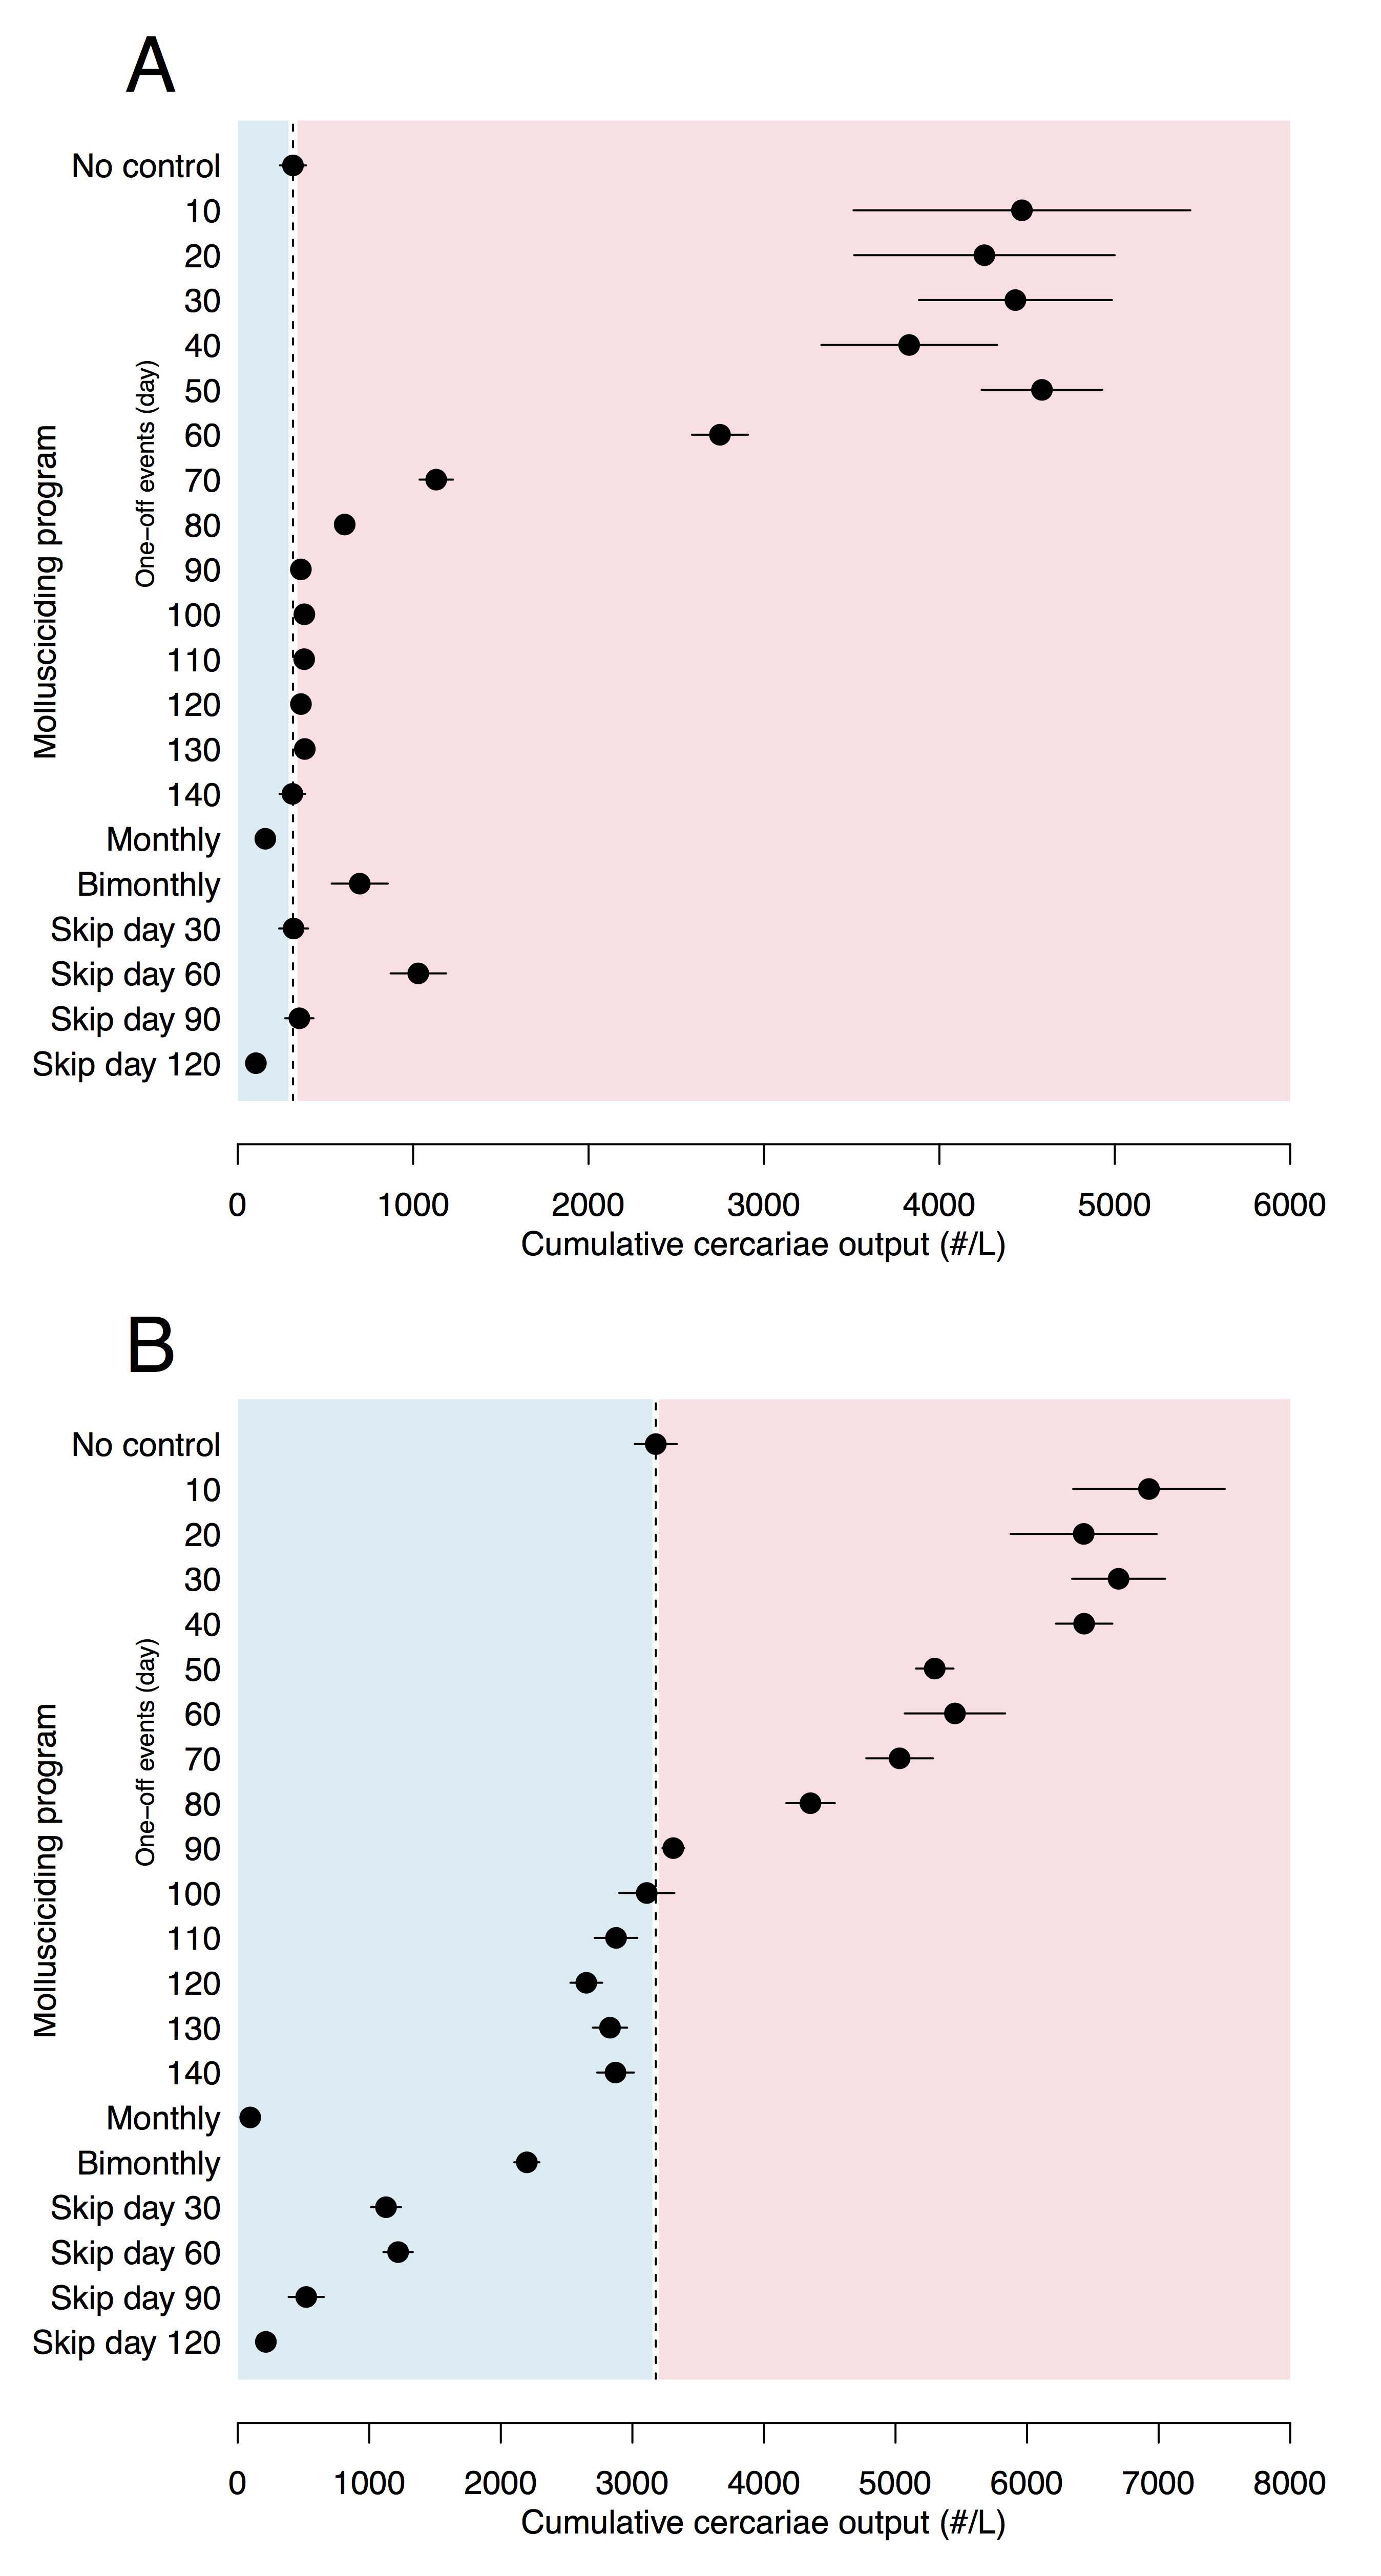 A
No control
10
20
30
40
50
60
70
80
90
100
110
120
130
140
Monthly
Bimonthly
Skip day 30
Skip day 60
Skip day 90
Skip day 120
One−off events (day)
Mollusciciding program
0 1000 2000 3000 4000 5000 6000
Cumulative cercariae output (#/L)
B
No control
10
20
30
40
50
60
70
80
90
100
110
120
130
140
Monthly
Bimonthly
Skip day 30
Skip day 60
Skip day 90
Skip day 120
One−off events (day)
Mollusciciding program
0 1000 2000 3000 4000 5000 6000 7000 8000
Cumulative cercariae output (#/L)